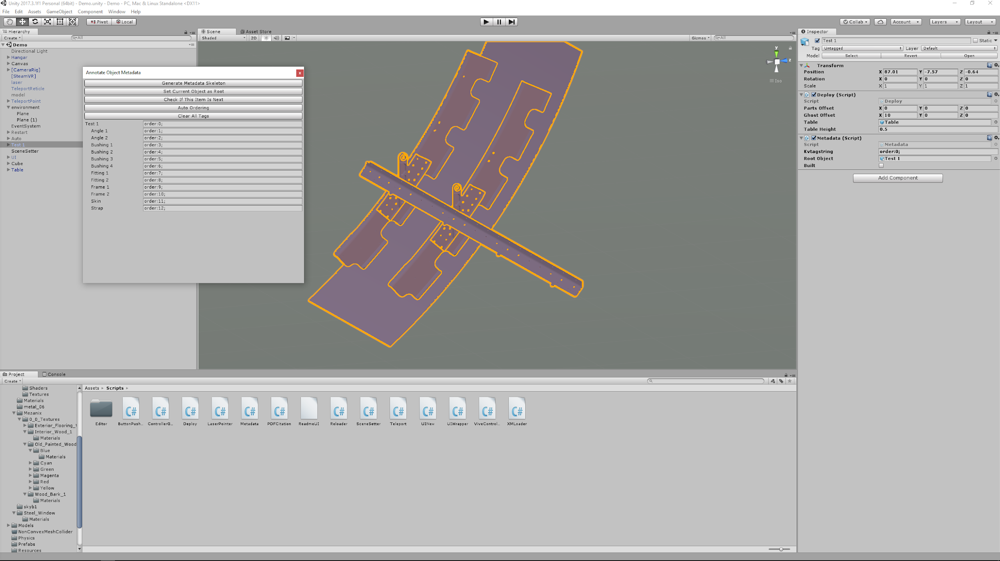 Unity 2017.3.1f1 Personal (64bit) - Demo.unity - Demo - PC, Mac & Linux Standalone <DX11>
File Edit Assets GameObject Component Window Help
Pivot Local
Collab Account Layers Layout
Hierarchy
Create All
Demo
Directional Light
Hangar
Canvas
[CameraRig]
[SteamVR]
laser
TeleportReticle
model
TeleportPoint
environment
Plane
Plane (1)
EventSystem
Restart
Auto
Test 1
SceneSetter
UI
Cube
Table
Annotate Object Metadata
x
Generate Metadata Skeleton
Set Current Object as Root
Check If This Item Is Next
Auto Ordering
Clear All Tags
Test 1 order:0;
Angle 1 order:1;
Angle 2 order:2;
Bushing 1 order:3;
Bushing 2 order:4;
Bushing 3 order:5;
Bushing 4 order:6;
Fitting 1 order:7;
Fitting 2 order:8;
Frame 1 order:9;
Frame 2 order:10;
Skin order:11;
Strap order:12;
Scene Asset Store
Shaded 2D Gizmos All
y
z
Iso
Inspector
Test 1 Static
Tag Untagged Layer Default
Model Select Revert Open
Transform
Position X 87.01 Y -7.57 Z -0.64
Rotation X 0 Y 0 Z 0
Scale X 1 Y 1 Z 1
Deploy (Script)
Script Deploy
Parts Offset X 0 Y 0 Z 0
Ghost Offset X 10 Y 0 Z 0
Table Table
Table Height 0.5
Metadata (Script)
Script Metadata
Kvtagstring order:0;
Root Object Test 1
Built
Add Component
Project Console
Create
Shaders
Textures
Materials
metal_06
Mezanix
0_0_Textures
Exterior_Flooring_
Interior_Wood_1
Materials
Old_Painted_Wood
Blue
Materials
Cyan
Green
Magenta
Red
Yellow
Wood_Bark_1
Materials
skyb1
Steel_Window
Materials
Models
NonConvexMeshCollider
Physics
Prefabs
Resources
Assets Scripts
C# C# C# C# C# C# C# C# C# C# C# C# C#
Editor ButtonPush... ControllerG... Deploy LaserPointer Metadata PDFCitation ReadmeUI Reloader SceneSetter Teleport UINew UIWrapper ViveControl... XMLoader